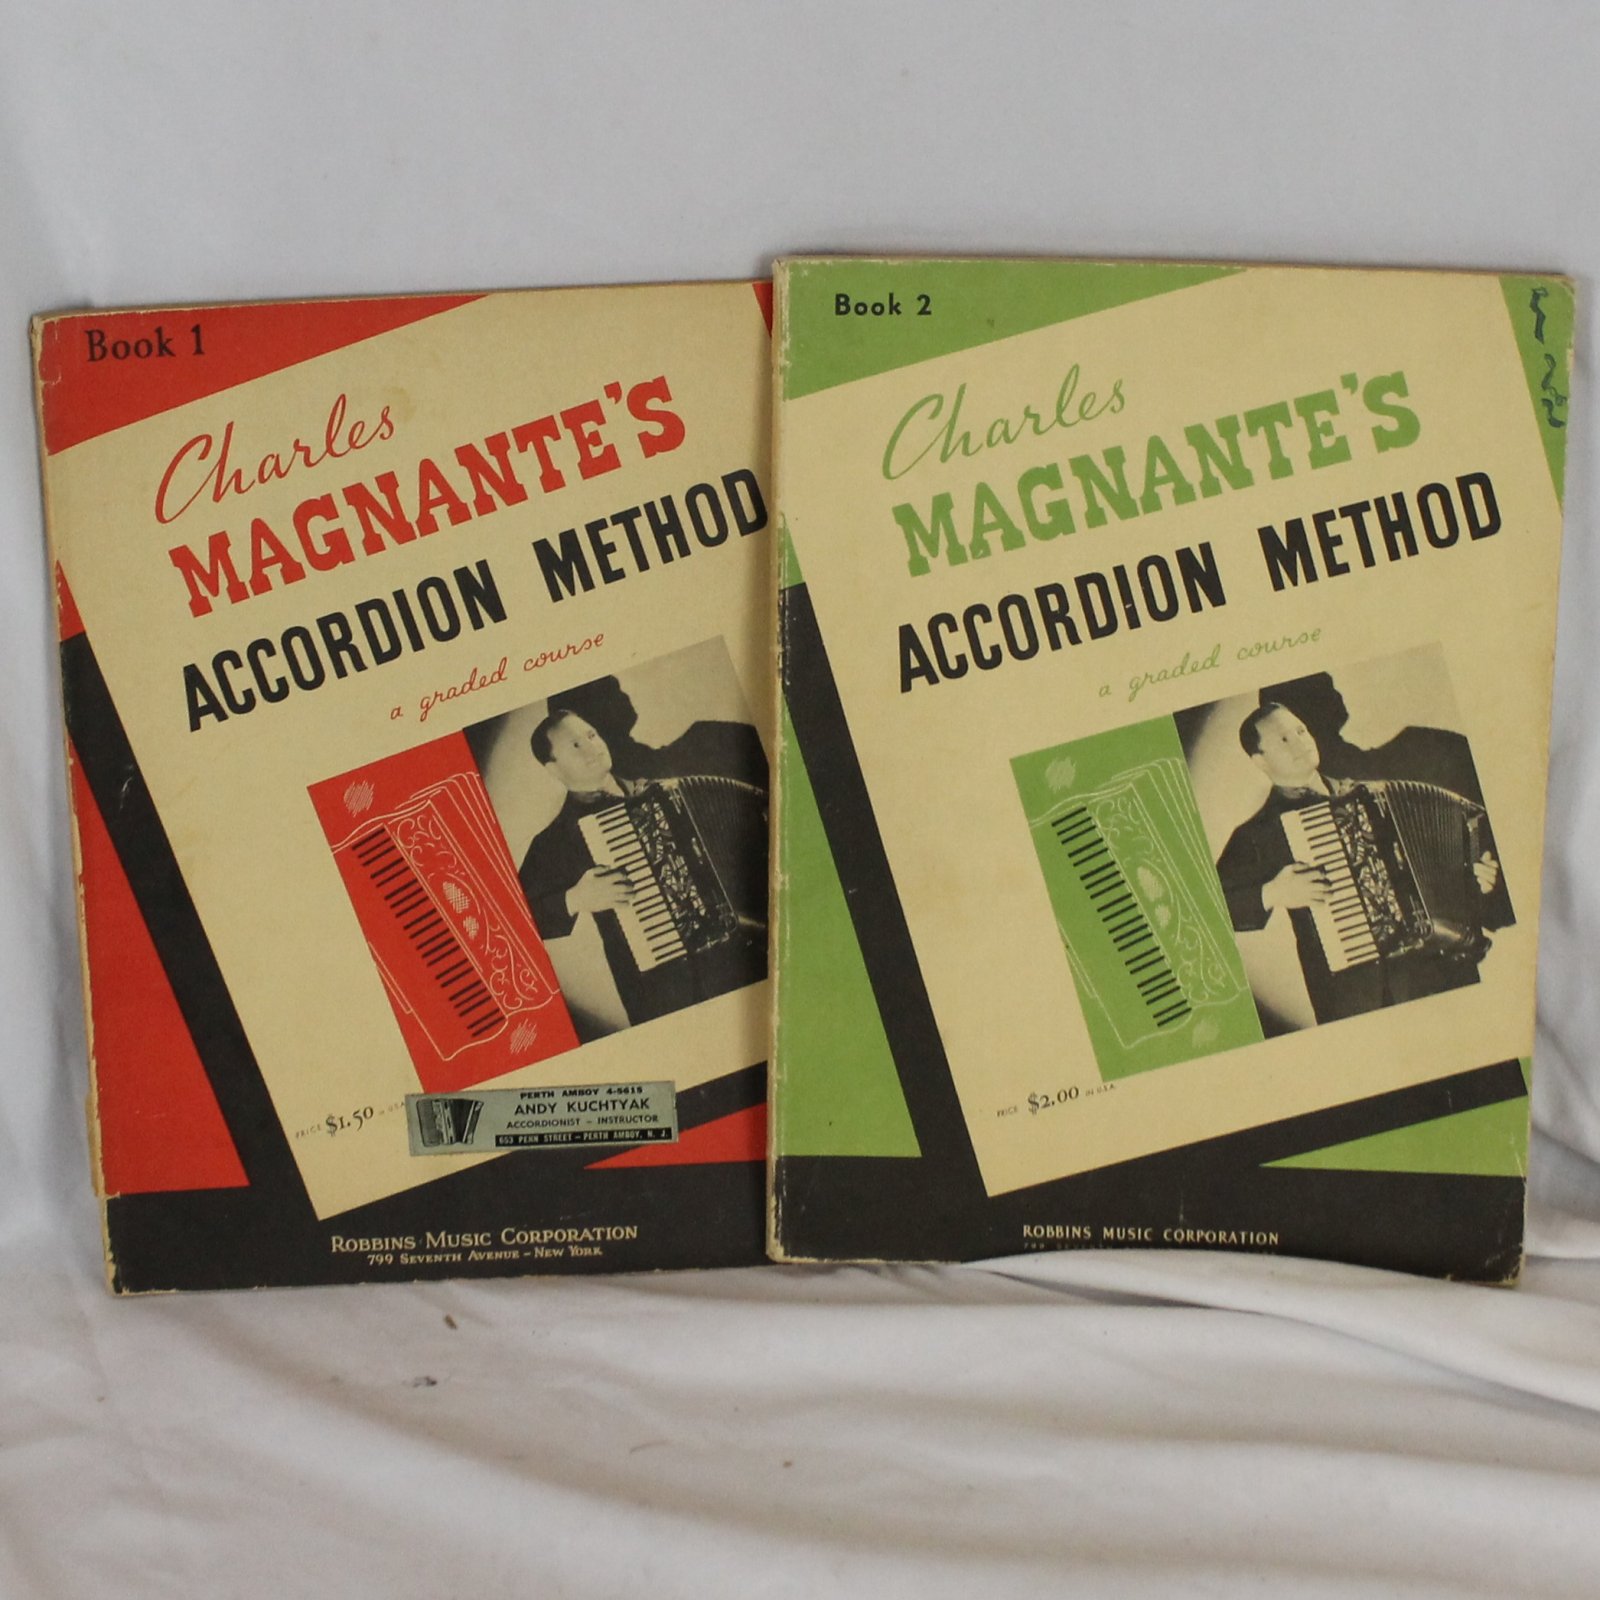 Book 1
Charles
MAGNANTE'S
ACCORDION METHOD
a graded course
PRICE $1.50 IN U.S.A.
PERTH AMBOY 4-5615
ANDY KUCHTYAK
ACCORDIONIST - INSTRUCTOR
653 PENN STREET - PERTH AMBOY, N. J.
ROBBINS MUSIC CORPORATION
799 SEVENTH AVENUE - NEW YORK
Book 2
Charles
MAGNANTE'S
ACCORDION METHOD
a graded course
PRICE $2.00 IN U.S.A.
ROBBINS MUSIC CORPORATION